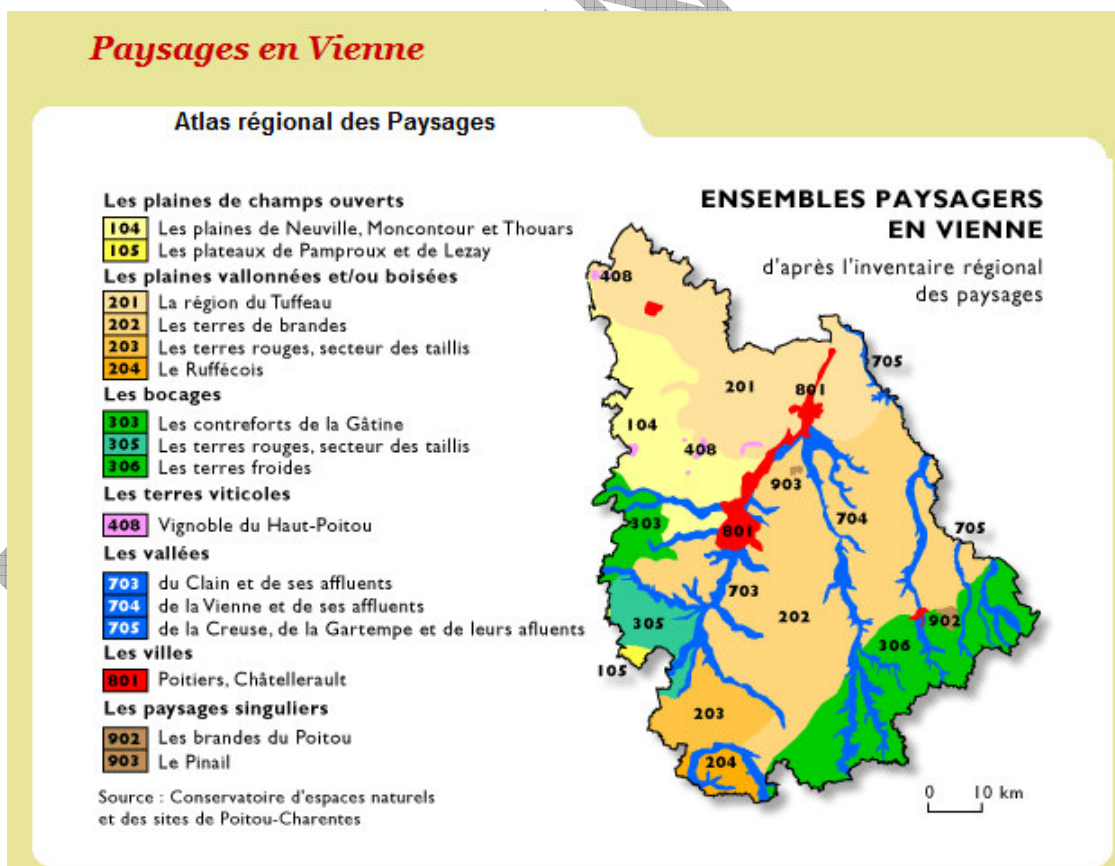 Paysages en Vienne
Atlas régional des Paysages
Les plaines de champs ouverts
104 Les plaines de Neuville, Moncontour et Thouars
105 Les plateaux de Pamproux et de Lezay
Les plaines vallonnées et/ou boisées
201 La région du Tuffeau
202 Les terres de brandes
203 Les terres rouges, secteur des taillis
204 Le Ruffécois
Les bocages
303 Les contreforts de la Gâtine
305 Les terres rouges, secteur des taillis
306 Les terres froides
Les terres viticoles
408 Vignoble du Haut-Poitou
Les vallées
703 du Clain et de ses affluents
704 de la Vienne et de ses affluents
705 de la Creuse, de la Gartempe et de leurs afluents
Les villes
801 Poitiers, Châtellerault
Les paysages singuliers
902 Les brandes du Poitou
903 Le Pinail
Source : Conservatoire d'espaces naturels
et des sites de Poitou-Charentes
ENSEMBLES PAYSAGERS
EN VIENNE
d'après l'inventaire régional
des paysages
408
705
201
801
104
408
903
303
801
704
705
703
305
202
902
306
105
203
204
0 10 km